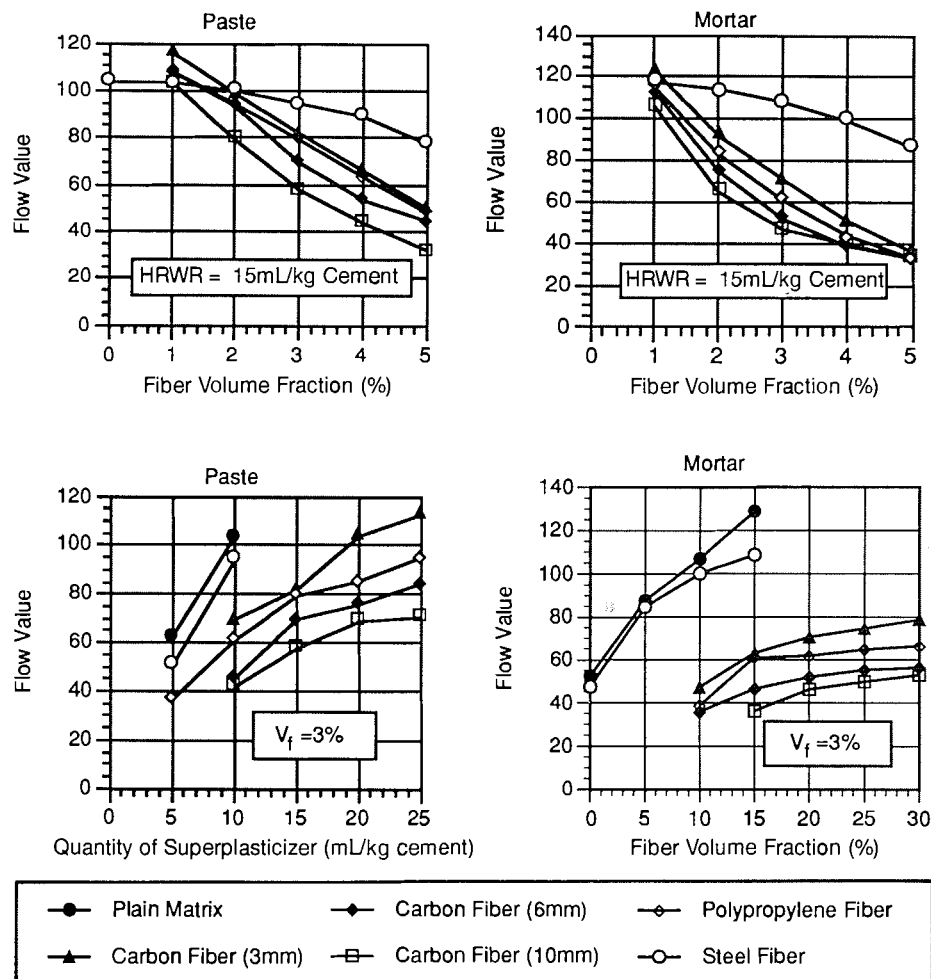 Paste
120
100
80
60
40
20
0
Flow Value
HRWR = 15mL/kg Cement
0 1 2 3 4 5
Fiber Volume Fraction (%)
Mortar
140
120
100
80
60
40
20
0
Flow Value
HRWR = 15mL/kg Cement
0 1 2 3 4 5
Fiber Volume Fraction (%)
Paste
120
100
80
60
40
20
0
Flow Value
Vf =3%
0 5 10 15 20 25
Quantity of Superplasticizer (mL/kg cement)
Mortar
140
120
100
80
60
40
20
0
Flow Value
Vf =3%
0 5 10 15 20 25 30
Fiber Volume Fraction (%)
Plain Matrix
Carbon Fiber (6mm)
Polypropylene Fiber
Carbon Fiber (3mm)
Carbon Fiber (10mm)
Steel Fiber